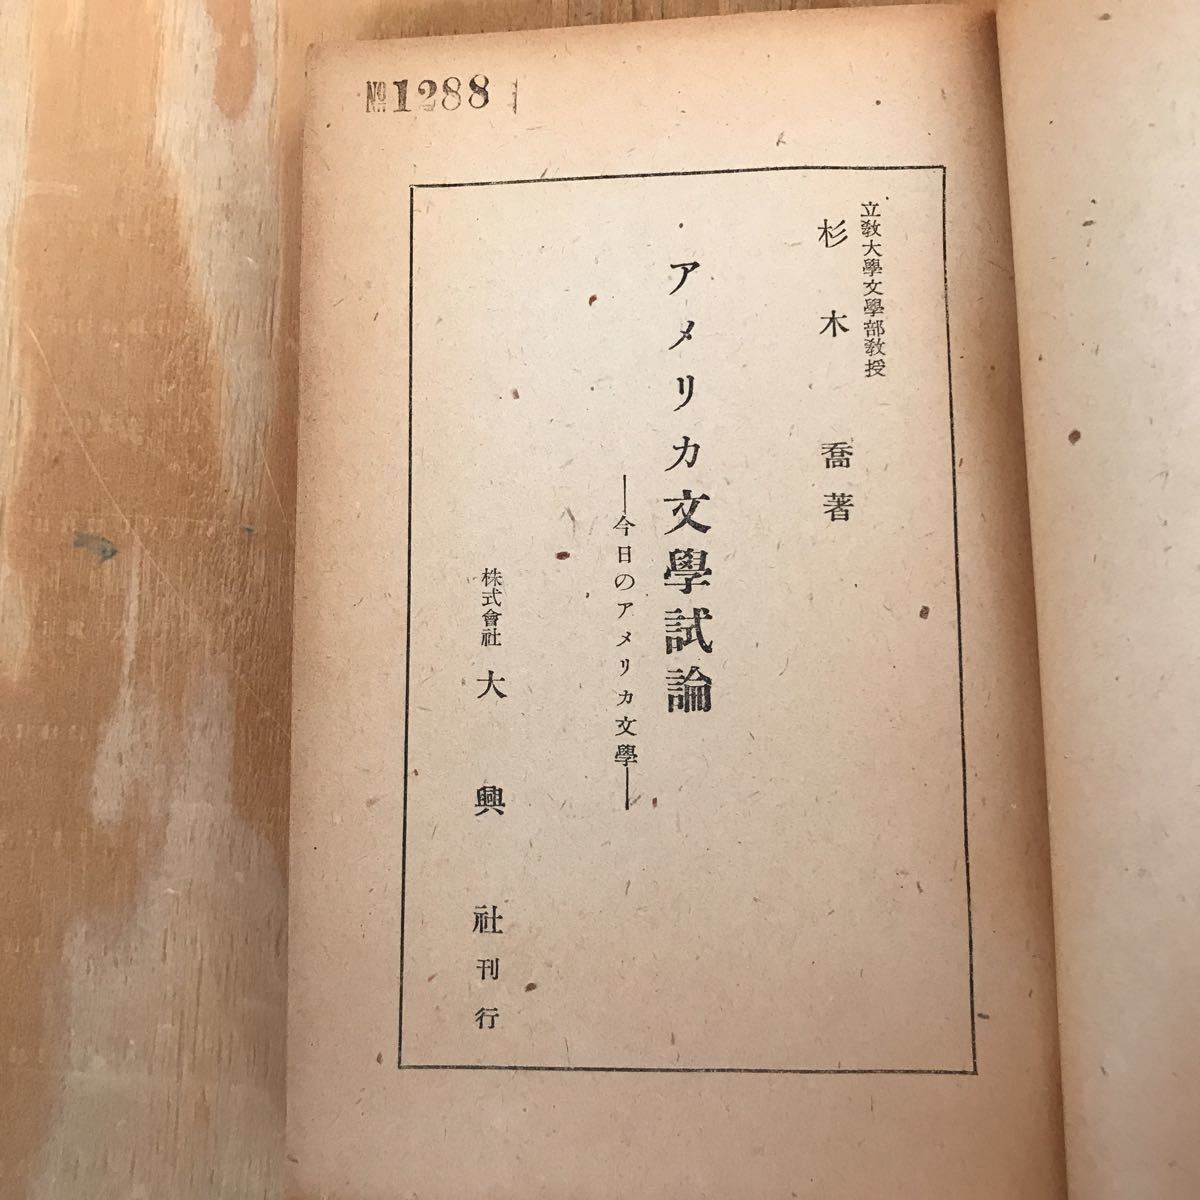 №1288
立教大學文學部教授
杉木喬著
アメリカ文學試論
―今日のアメリカ文學―
株式會社 大興社刊行